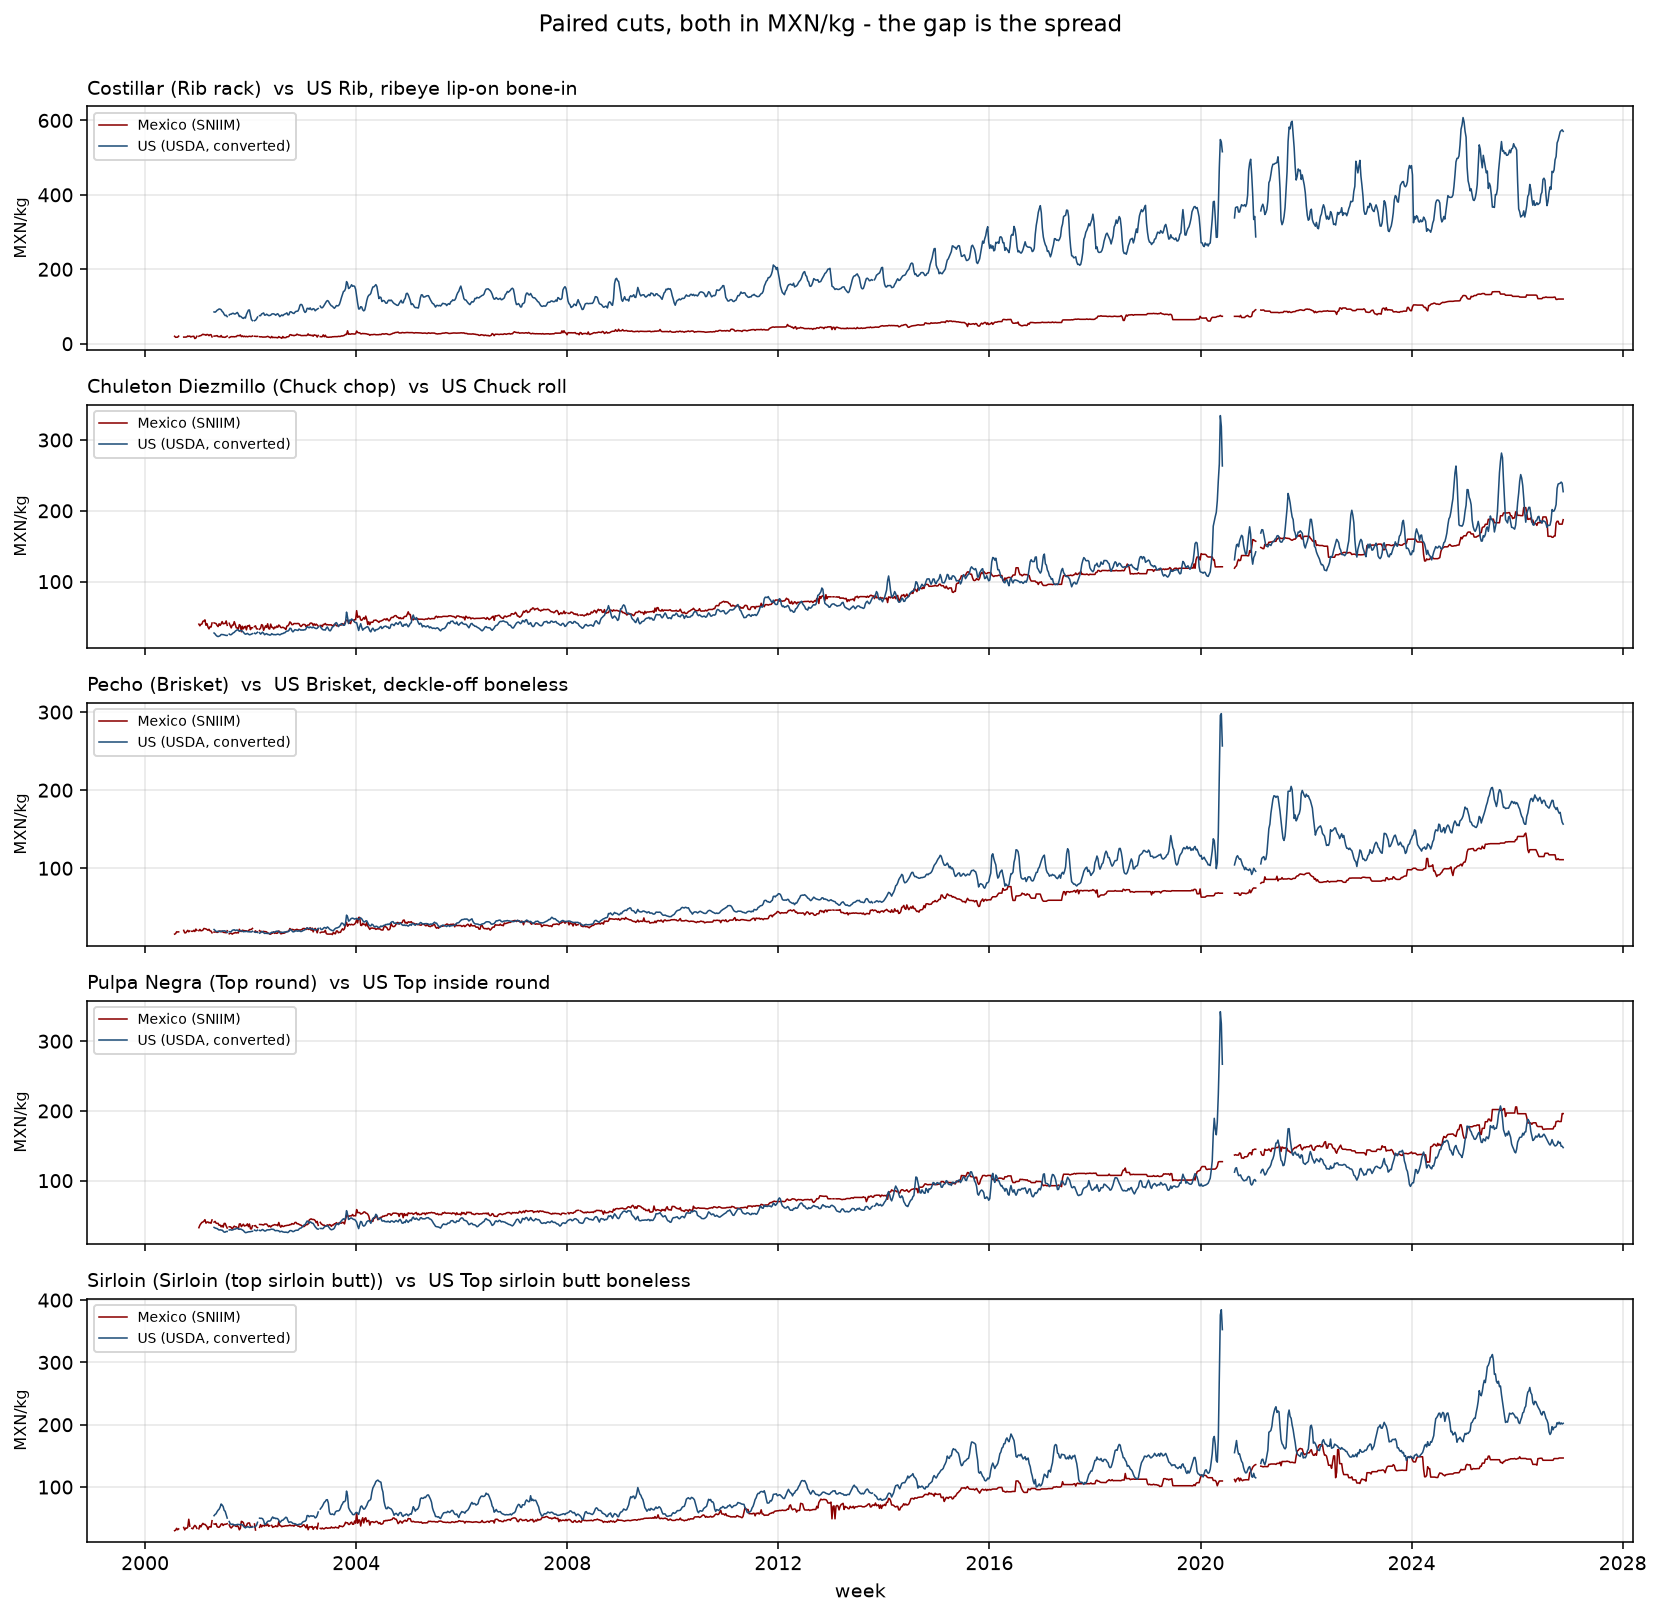 Paired cuts, both in MXN/kg - the gap is the spread
Costillar (Rib rack)  vs  US Rib, ribeye lip-on bone-in
Mexico (SNIIM)
US (USDA, converted)
MXN/kg
600
400
200
0
Chuleton Diezmillo (Chuck chop)  vs  US Chuck roll
Mexico (SNIIM)
US (USDA, converted)
MXN/kg
300
200
100
Pecho (Brisket)  vs  US Brisket, deckle-off boneless
Mexico (SNIIM)
US (USDA, converted)
MXN/kg
300
200
100
Pulpa Negra (Top round)  vs  US Top inside round
Mexico (SNIIM)
US (USDA, converted)
MXN/kg
300
200
100
Sirloin (Sirloin (top sirloin butt))  vs  US Top sirloin butt boneless
Mexico (SNIIM)
US (USDA, converted)
MXN/kg
400
300
200
100
2000 2004 2008 2012 2016 2020 2024 2028
week